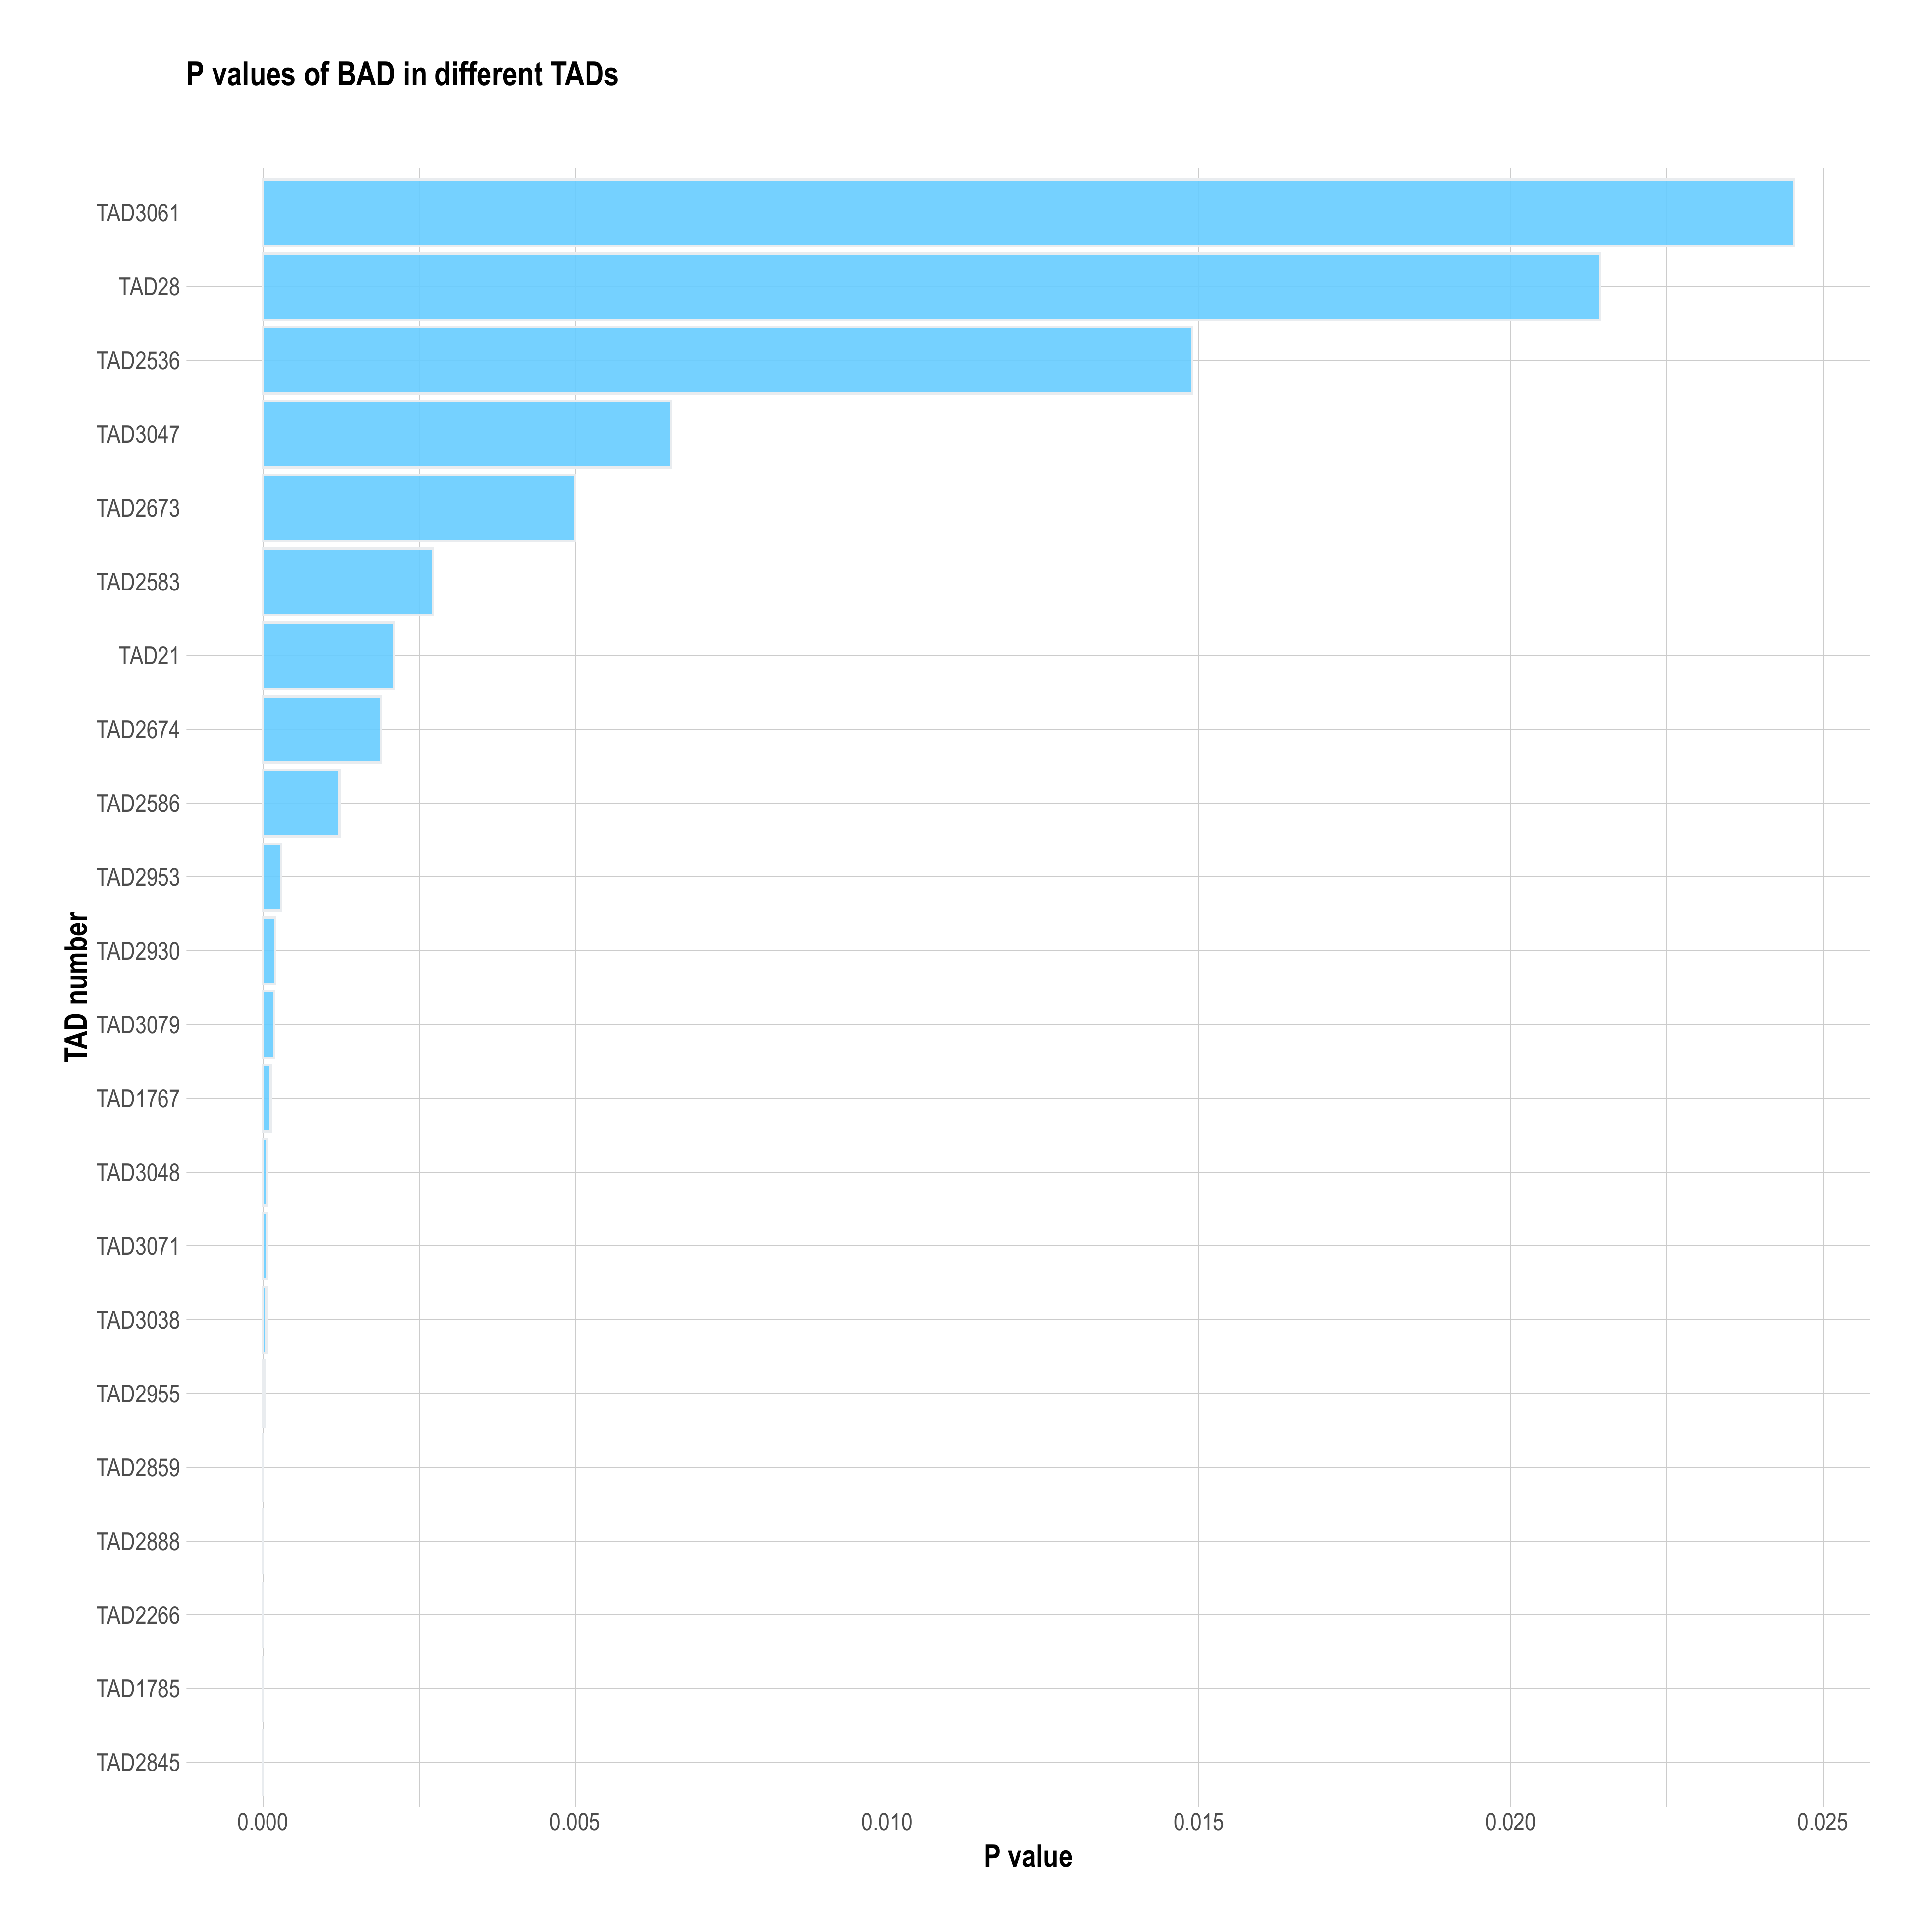 P values of BAD in different TADs
TAD3061
TAD28
TAD2536
TAD3047
TAD2673
TAD2583
TAD21
TAD2674
TAD2586
TAD2953
TAD2930
TAD3079
TAD1767
TAD3048
TAD3071
TAD3038
TAD2955
TAD2859
TAD2888
TAD2266
TAD1785
TAD2845
TAD number
0.000 0.005 0.010 0.015 0.020 0.025
P value